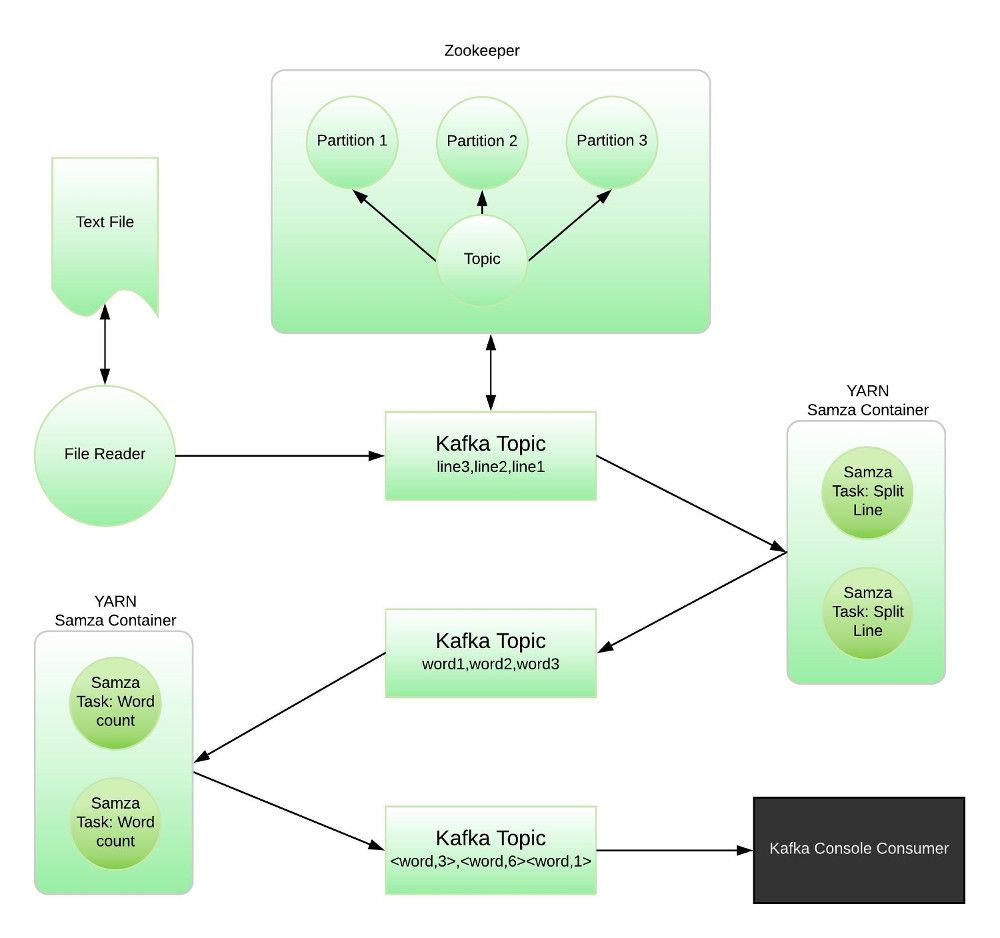 Zookeeper
Partition 1
Partition 2
Partition 3
Topic
Text File
File Reader
Kafka Topic
line3,line2,line1
YARN
Samza Container
Samza
Task: Split
Line
Samza
Task: Split
Line
Kafka Topic
word1,word2,word3
YARN
Samza Container
Samza
Task: Word
count
Samza
Task: Word
count
Kafka Topic
<word,3>,<word,6><word,1>
Kafka Console Consumer